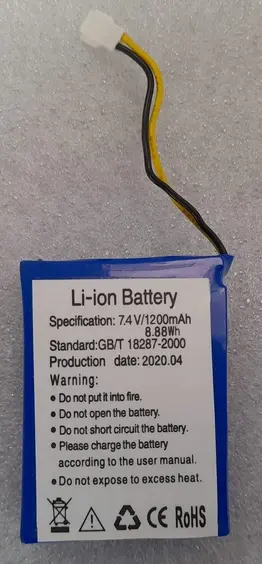 Li-ion Battery
Specification: 7.4V/1200mAh
8.88Wh
Standard:GB/T 18287-2000
Production date: 2020.04
Warning:
• Do not put it into fire.
• Do not open the battery.
• Do not short circuit the battery.
• Please charge the battery
according to the user manual.
• Do not expose to excess heat.
CE RoHS